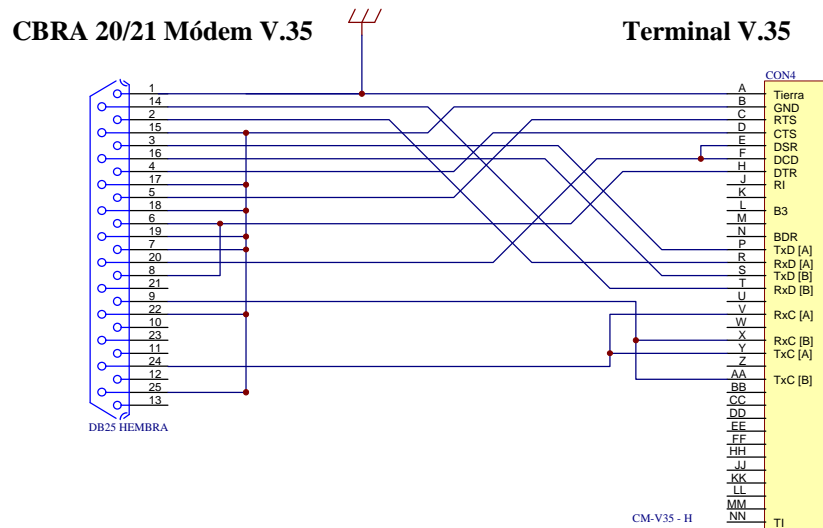 CBRA 20/21 Módem V.35
Terminal V.35
CON4
1
14
2
15
3
16
4
17
5
18
6
19
7
20
8
21
9
22
10
23
11
24
12
25
13
DB25 HEMBRA
A Tierra
B GND
C RTS
D CTS
E DSR
F DCD
H DTR
J RI
K
L B3
M
N BDR
P TxD [A]
R RxD [A]
S TxD [B]
T RxD [B]
U
V RxC [A]
W
X RxC [B]
Y TxC [A]
Z
AA TxC [B]
BB
CC
DD
EE
FF
HH
JJ
KK
LL
MM
NN TI
CM-V35 - H